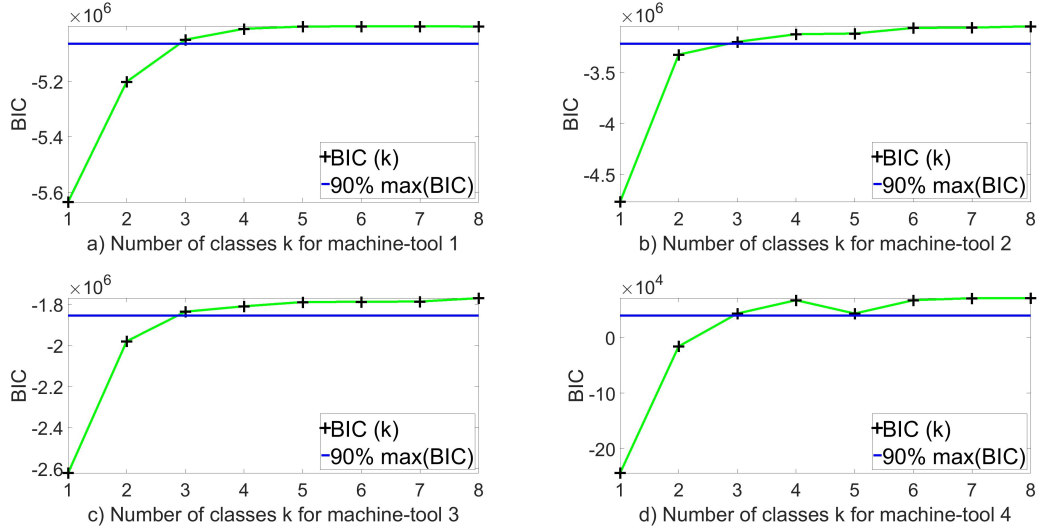 ×10^6
-5.2
-5.6
BIC
BIC (k)
90% max(BIC)
1 2 3 4 5 6 7 8
a) Number of classes k for machine-tool 1
×10^6
-3.5
-4
-4.5
BIC
BIC (k)
90% max(BIC)
1 2 3 4 5 6 7 8
b) Number of classes k for machine-tool 2
×10^6
-1.8
-2
-2.2
-2.4
-2.6
BIC
BIC (k)
90% max(BIC)
1 2 3 4 5 6 7 8
c) Number of classes k for machine-tool 3
×10^4
0
-10
-20
BIC
BIC (k)
90% max(BIC)
1 2 3 4 5 6 7 8
d) Number of classes k for machine-tool 4